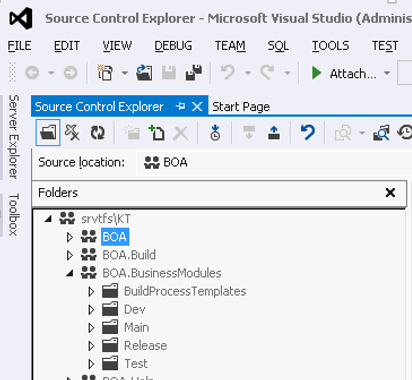 Source Control Explorer - Microsoft Visual Studio (Adminis
FILE EDIT VIEW DEBUG TEAM SQL TOOLS TEST
Attach...
Server Explorer
Toolbox
Source Control Explorer Start Page
Source location: BOA
Folders
srvtfs\KT
BOA
BOA.Build
BOA.BusinessModules
BuildProcessTemplates
Dev
Main
Release
Test
BOA.Help